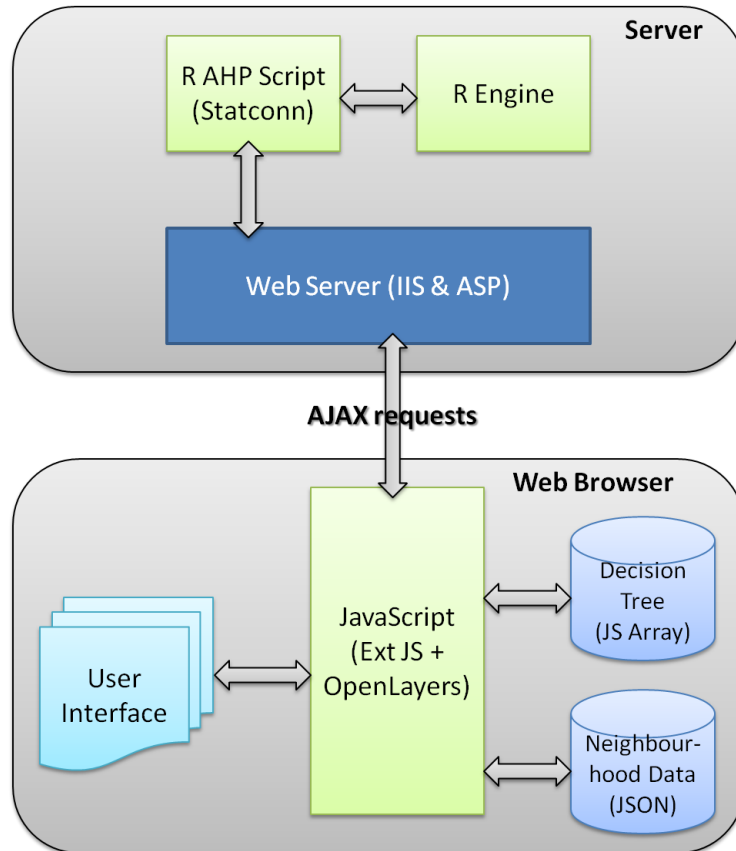 Server
R AHP Script
(Statconn)
R Engine
Web Server (IIS & ASP)
AJAX requests
Web Browser
JavaScript
(Ext JS +
OpenLayers)
Decision
Tree
(JS Array)
User
Interface
Neighbour-
hood Data
(JSON)